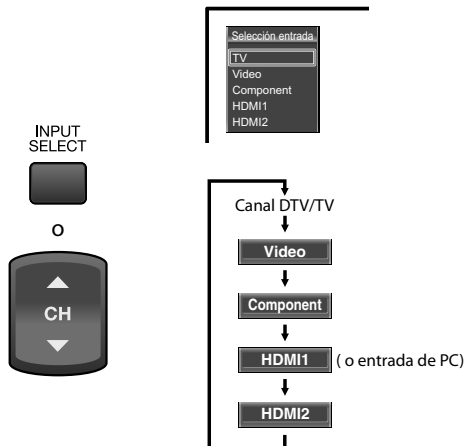 Selección entrada
TV
Video
Component
HDMI1
HDMI2
INPUT
SELECT
o
CH
Canal DTV/TV
Video
Component
HDMI1 ( o entrada de PC)
HDMI2